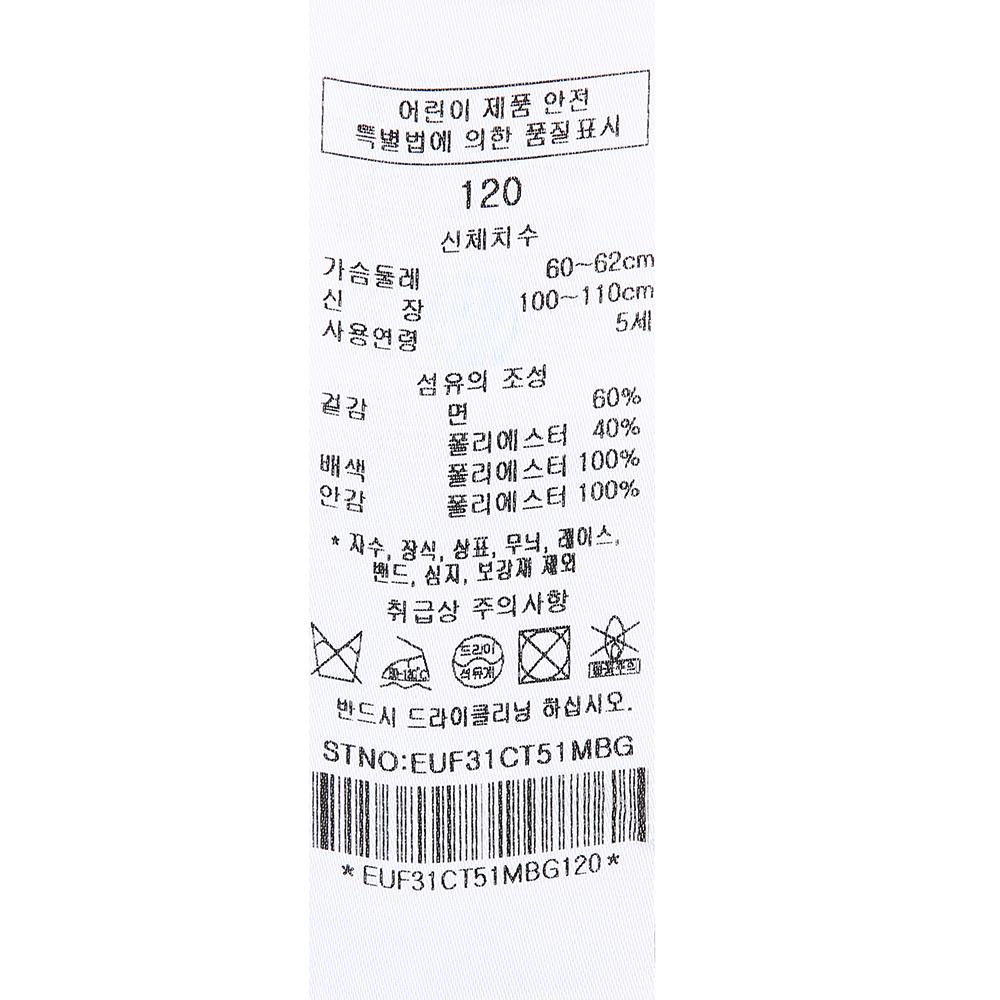 어린이 제품 안전
특별법에 의한 품질표시
120
신체치수
가슴둘레 60~62cm
신 장 100~110cm
사용연령 5세
섬유의 조성
겉감 면 60%
폴리에스터 40%
배색 폴리에스터 100%
안감 폴리에스터 100%
* 자수, 장식, 상표, 무늬, 레이스,
밴드, 심지, 보강재 제외
취급상 주의사항
드라이
석유계
반드시 드라이클리닝 하십시오.
STNO:EUF31CT51MBG
*EUF31CT51MBG120*